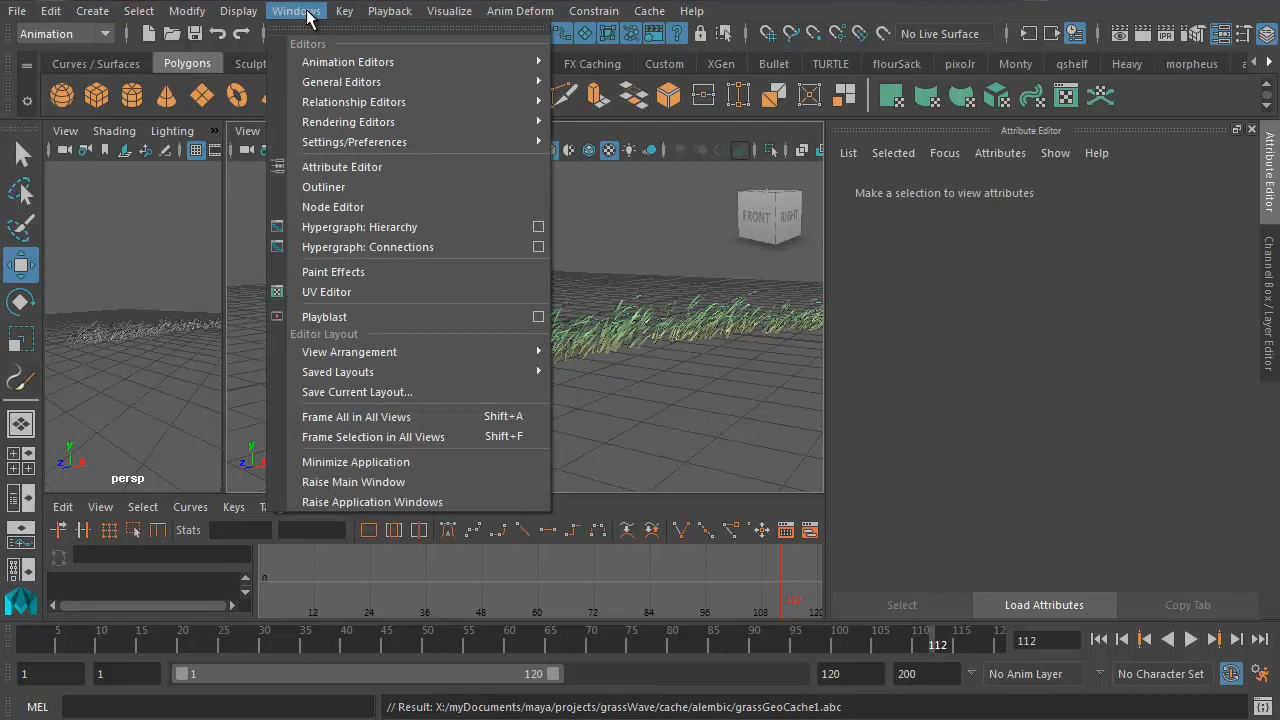 File Edit Create Select Modify Display Windows Key Playback Visualize Anim Deform Constrain Cache Help
Animation No Live Surface
Curves / Surfaces Polygons Sculpt FX Caching Custom XGen Bullet TURTLE flourSack pixoJr Monty qshelf Heavy morpheus a
View Shading Lighting » View
Editors
Animation Editors
General Editors
Relationship Editors
Rendering Editors
Settings/Preferences
Attribute Editor
Outliner
Node Editor
Hypergraph: Hierarchy
Hypergraph: Connections
Paint Effects
UV Editor
Playblast
Editor Layout
View Arrangement
Saved Layouts
Save Current Layout...
Frame All in All Views Shift+A
Frame Selection in All Views Shift+F
Minimize Application
Raise Main Window
Raise Application Windows
FRONT RIGHT
y
z x
persp
y
z
Attribute Editor
List Selected Focus Attributes Show Help
Make a selection to view attributes
Attribute Editor
Channel Box / Layer Editor
Edit View Select Curves Keys Ta
Stats
0
12 24 36 48 60 72 84 96 108 120
112
Select Load Attributes Copy Tab
5 10 15 20 25 30 35 40 45 50 55 60 65 70 75 80 85 90 95 100 105 110 115 12
112
112
1 1 1 120 120 200 No Anim Layer No Character Set
MEL // Result: X:/myDocuments/maya/projects/grassWave/cache/alembic/grassGeoCache1.abc